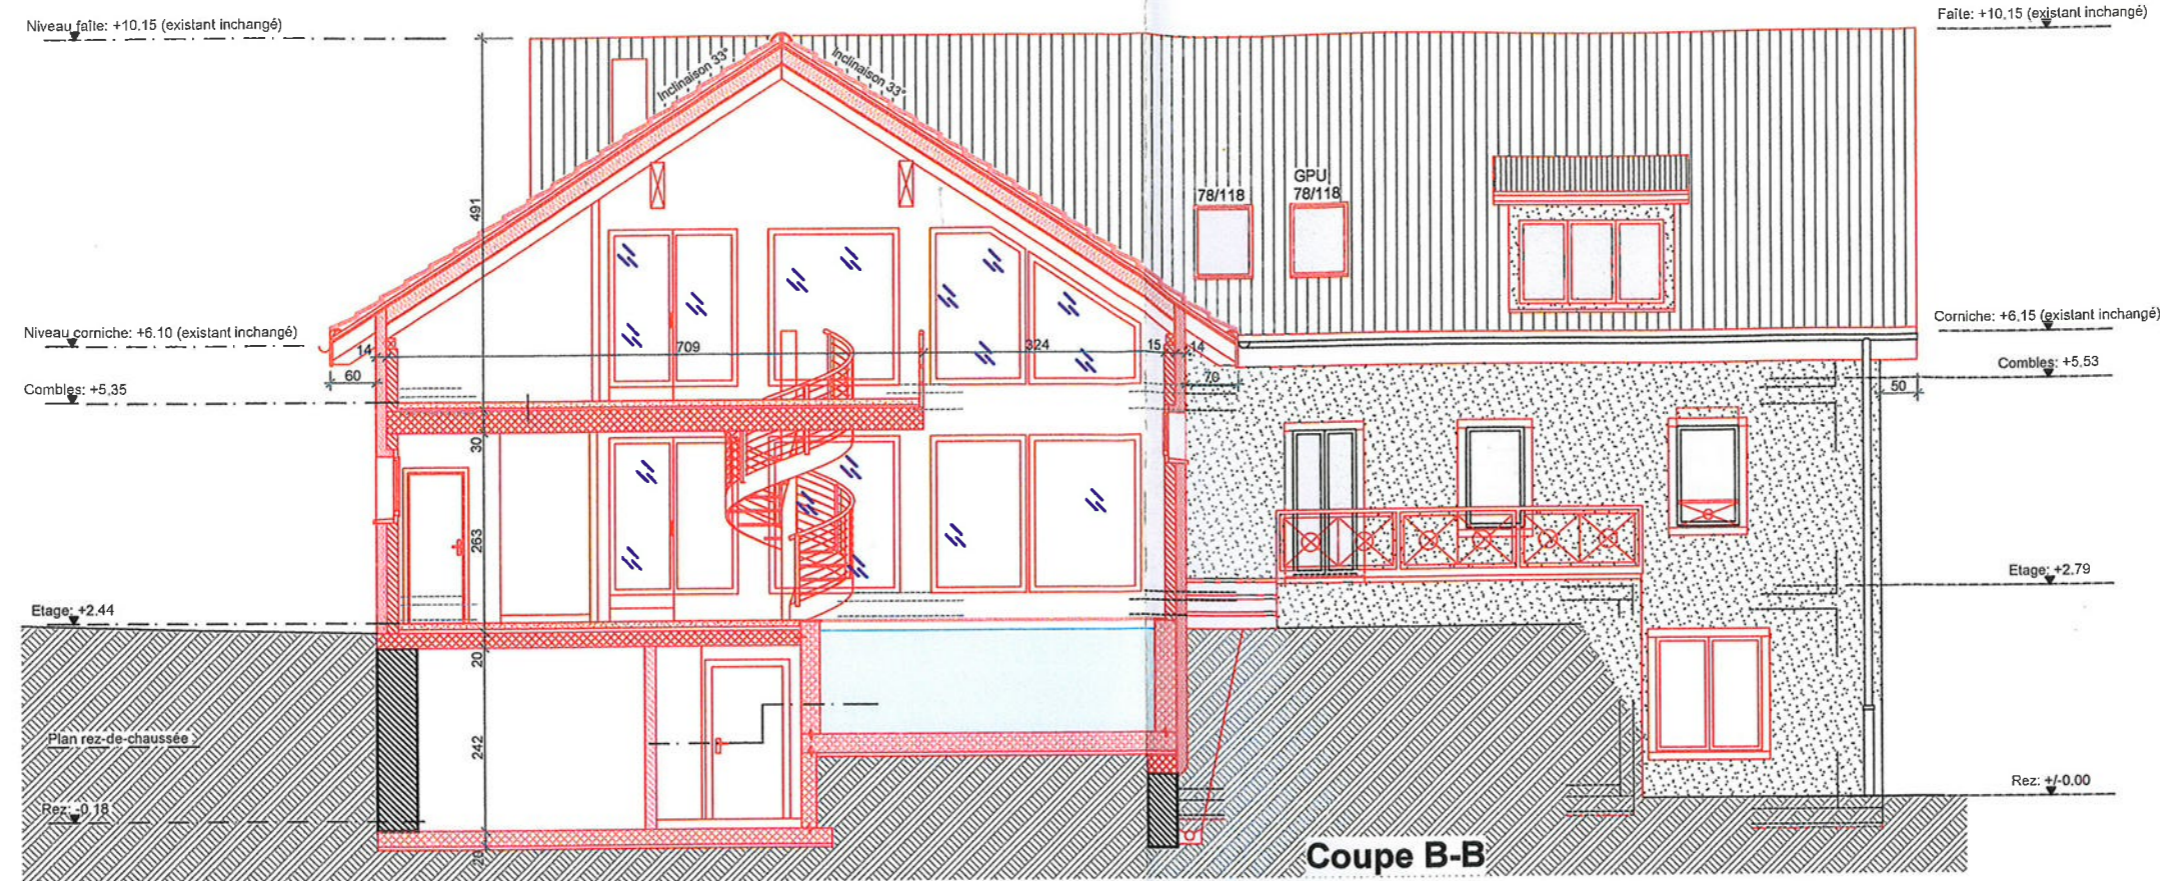 Niveau faîte: +10,15 (existant inchangé)
Faîte: +10,15 (existant inchangé)
Inclinaison 33°
Inclinaison 33°
491
78/118
GPU
78/118
Niveau corniche: +6,10 (existant inchangé)
Corniche: +6,15 (existant inchangé)
14
709
324
15
14
60
70
50
Combles: +5,35
Combles: +5,53
30
263
Etage: +2.44
Etage: +2.79
20
242
Plan rez-de-chaussée
Rez: -0,18
Rez: +/-0.00
20
Coupe B-B